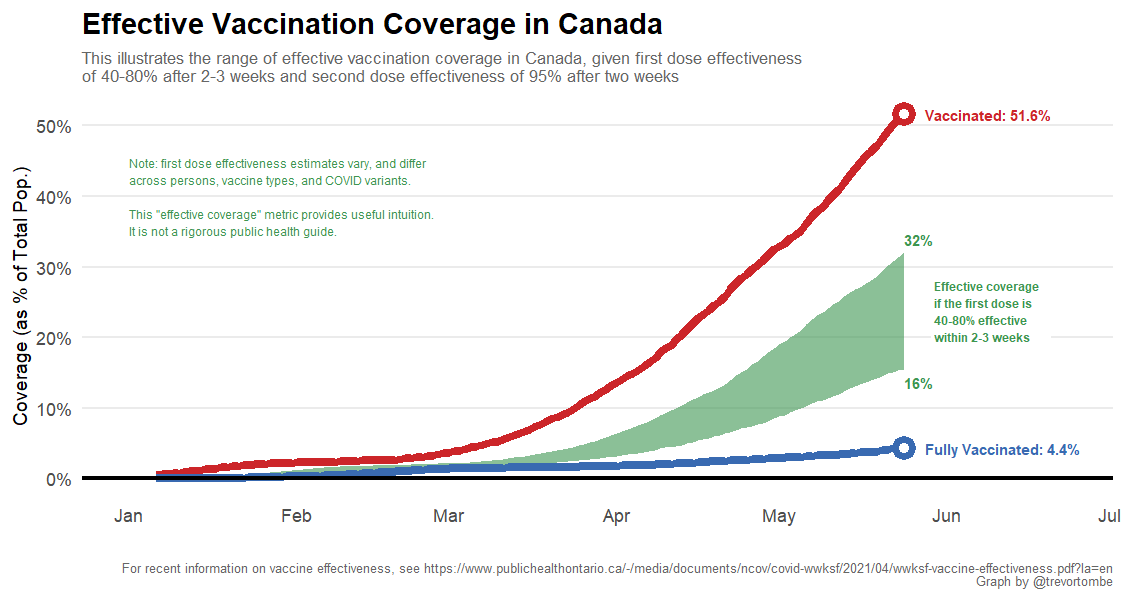 Effective Vaccination Coverage in Canada
This illustrates the range of effective vaccination coverage in Canada, given first dose effectiveness
of 40-80% after 2-3 weeks and second dose effectiveness of 95% after two weeks
Coverage (as % of Total Pop.)
50%
40%
30%
20%
10%
0%
Note: first dose effectiveness estimates vary, and differ
across persons, vaccine types, and COVID variants.
This "effective coverage" metric provides useful intuition.
It is not a rigorous public health guide.
Vaccinated: 51.6%
32%
Effective coverage
if the first dose is
40-80% effective
within 2-3 weeks
16%
Fully Vaccinated: 4.4%
Jan
Feb
Mar
Apr
May
Jun
Jul
For recent information on vaccine effectiveness, see https://www.publichealthontario.ca/-/media/documents/ncov/covid-wwksf/2021/04/wwksf-vaccine-effectiveness.pdf?la=en
Graph by @trevortombe